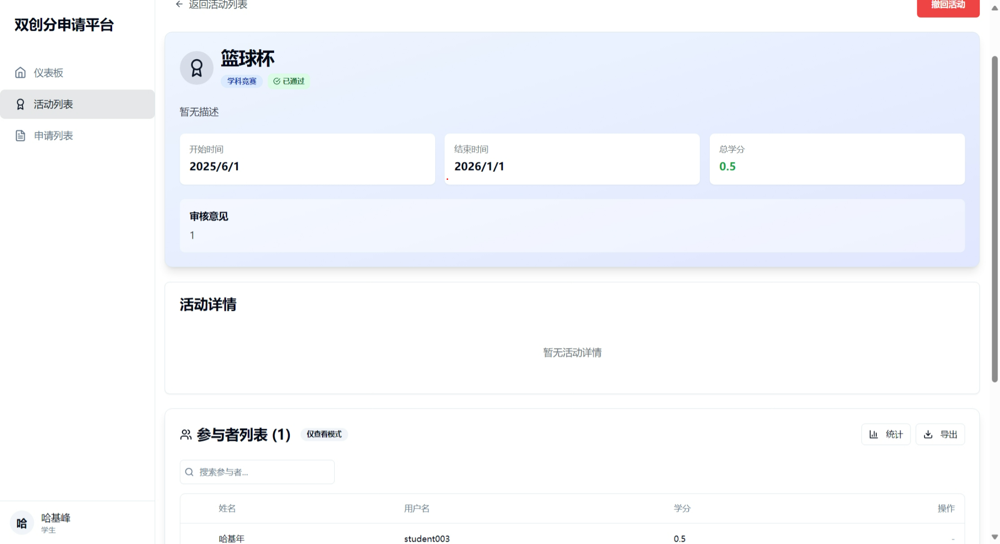 双创分申请平台
仪表板
活动列表
申请列表
哈
哈基峰
学生
返回活动列表
撤回活动
篮球杯
学科竞赛
已通过
暂无描述
开始时间
2025/6/1
结束时间
2026/1/1
总学分
0.5
审核意见
1
活动详情
暂无活动详情
参与者列表 (1)
仅查看模式
统计
导出
搜索参与者...
姓名 用户名 学分 操作
哈基年 student003 0.5 -